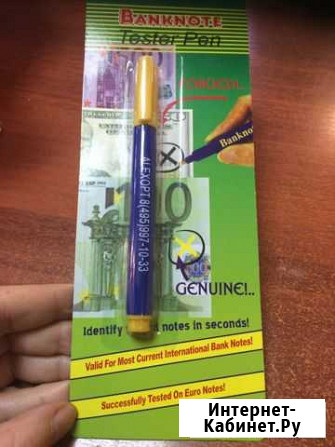 BANKNOTE
Tester Pen
Banknote
4LEXOPT 8(495)997-10-33
GENUINE!..
Identify notes in seconds!
Valid For Most Current International Bank Notes!
Successfully Tested On Euro Notes!
Интернет-
Кабинет.Ру